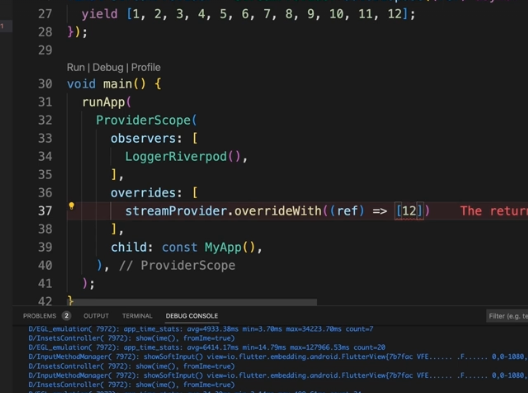 27 yield [1, 2, 3, 4, 5, 6, 7, 8, 9, 10, 11, 12];
28 });
29
Run | Debug | Profile
30 void main() {
31 runApp(
32 ProviderScope(
33 observers: [
34 LoggerRiverpod(),
35 ],
36 overrides: [
37 streamProvider.overrideWith((ref) => [12]) The return
38 ],
39 child: const MyApp(),
40 ), // ProviderScope
41 );
42 }
PROBLEMS 2 OUTPUT TERMINAL DEBUG CONSOLE Filter (e.g. te
D/EGL_emulation( 7972): app_time_stats: avg=4933.38ms min=3.70ms max=34223.70ms count=7
D/InsetsController( 7972): show(ime(), fromIme=true)
D/EGL_emulation( 7972): app_time_stats: avg=6414.17ms min=14.79ms max=127966.53ms count=20
D/InputMethodManager( 7972): showSoftInput() view=io.flutter.embedding.android.FlutterView{7b7fac VFE...... .F...... 0,0-1080,
D/InsetsController( 7972): show(ime(), fromIme=true)
D/InputMethodManager( 7972): showSoftInput() view=io.flutter.embedding.android.FlutterView{7b7fac VFE...... .F...... 0,0-1080,
D/InsetsController( 7972): show(ime(), fromIme=true)